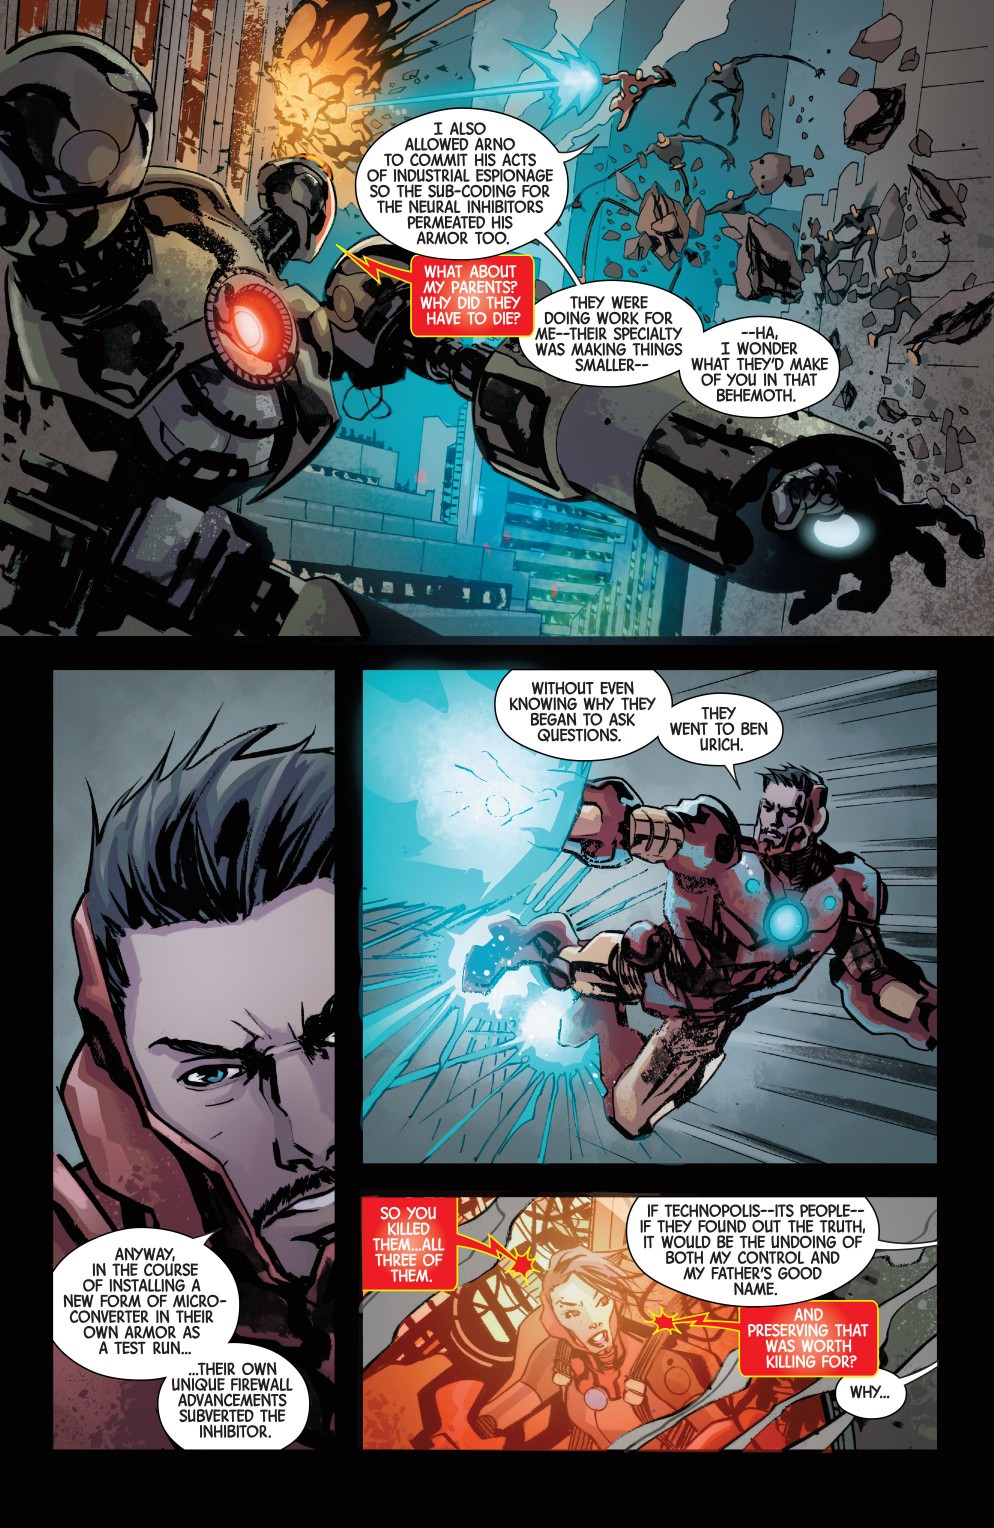 I ALSO
ALLOWED ARNO
TO COMMIT HIS ACTS
OF INDUSTRIAL ESPIONAGE
SO THE SUB-CODING FOR
THE NEURAL INHIBITORS
PERMEATED HIS
ARMOR TOO.
WHAT ABOUT
MY PARENTS?
WHY DID THEY
HAVE TO DIE?
THEY WERE
DOING WORK FOR
ME--THEIR SPECIALTY
WAS MAKING THINGS
SMALLER--
--HA,
I WONDER
WHAT THEY'D MAKE
OF YOU IN THAT
BEHEMOTH.
ANYWAY,
IN THE COURSE
OF INSTALLING A
NEW FORM OF MICRO-
CONVERTER IN THEIR
OWN ARMOR AS
A TEST RUN...
...THEIR OWN
UNIQUE FIREWALL
ADVANCEMENTS
SUBVERTED THE
INHIBITOR.
WITHOUT EVEN
KNOWING WHY THEY
BEGAN TO ASK
QUESTIONS.
THEY
WENT TO BEN
URICH.
SO YOU
KILLED
THEM...ALL
THREE OF
THEM.
IF TECHNOPOLIS--ITS PEOPLE--
IF THEY FOUND OUT THE TRUTH,
IT WOULD BE THE UNDOING OF
BOTH MY CONTROL AND
MY FATHER'S GOOD
NAME.
AND
PRESERVING THAT
WAS WORTH
KILLING FOR?
WHY...